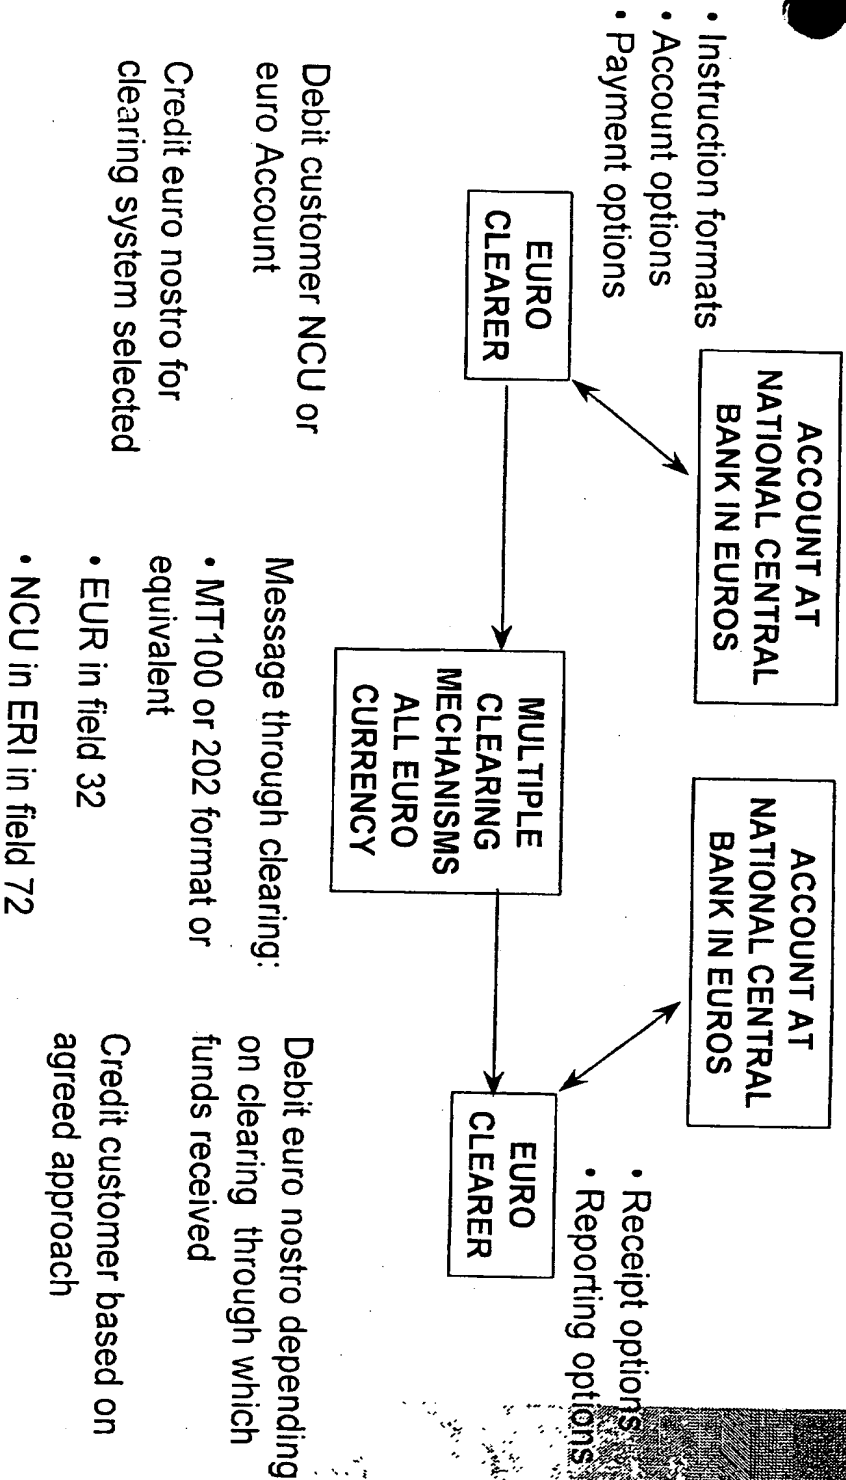 • Instruction formats
• Account options
• Payment options
ACCOUNT AT
NATIONAL CENTRAL
BANK IN EUROS
ACCOUNT AT
NATIONAL CENTRAL
BANK IN EUROS
• Receipt options
• Reporting options
EURO
CLEARER
MULTIPLE
CLEARING
MECHANISMS
ALL EURO
CURRENCY
EURO
CLEARER
Debit customer NCU or
euro Account
Credit euro nostro for
clearing system selected
Message through clearing:
• MT100 or 202 format or
equivalent
• EUR in field 32
• NCU in ERI in field 72
Debit euro nostro depending
on clearing through which
funds received
Credit customer based on
agreed approach